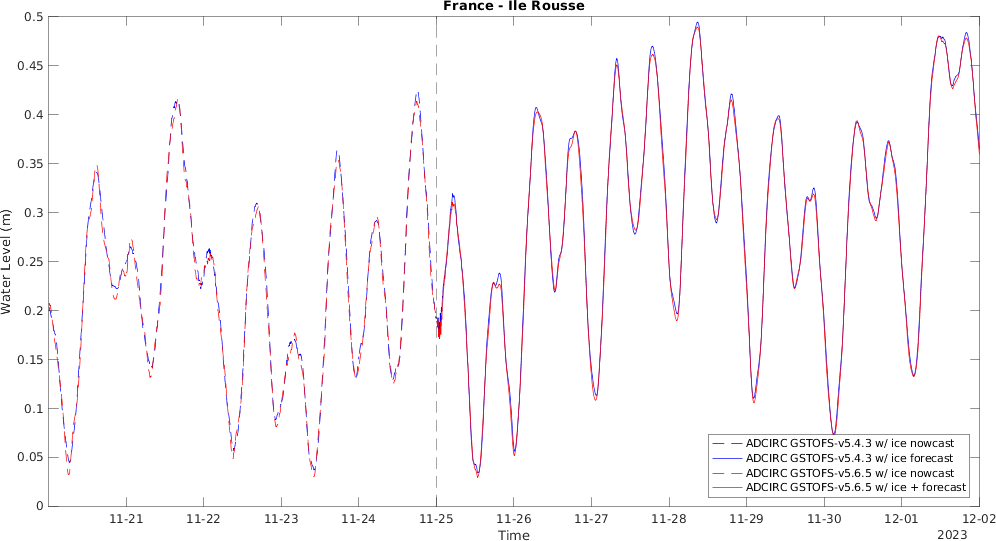 France - Ile Rousse
0.5
0.45
0.4
0.35
0.3
0.25
0.2
0.15
0.1
0.05
0
Water Level (m)
ADCIRC GSTOFS-v5.4.3 w/ ice nowcast
ADCIRC GSTOFS-v5.4.3 w/ ice forecast
ADCIRC GSTOFS-v5.6.5 w/ ice nowcast
ADCIRC GSTOFS-v5.6.5 w/ ice + forecast
11-21 11-22 11-23 11-24 11-25 11-26 11-27 11-28 11-29 11-30 12-01 12-02
Time
2023